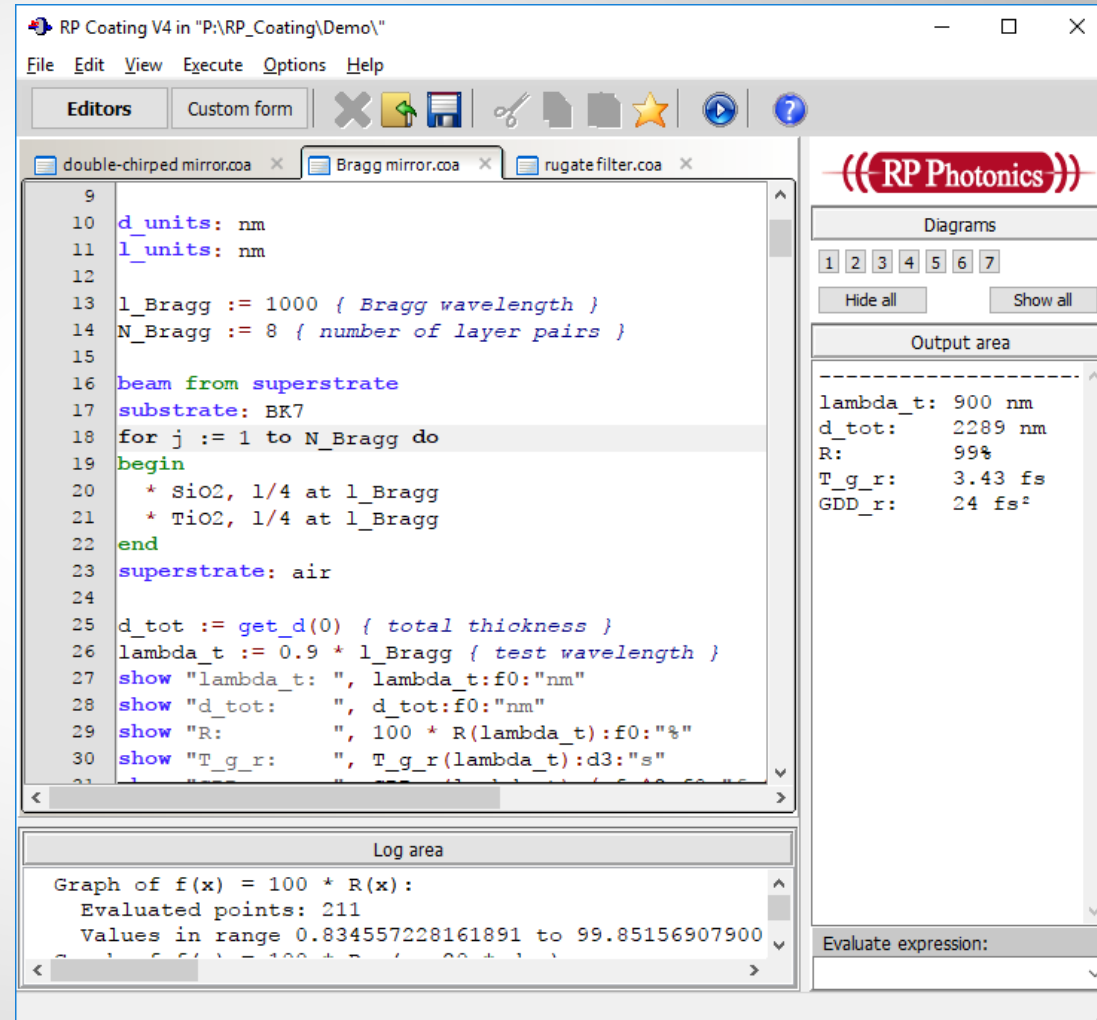 RP Coating V4 in "P:\RP_Coating\Demo\"
File Edit View Execute Options Help
Editors Custom form
double-chirped mirror.coa Bragg mirror.coa rugate filter.coa
9
10 d_units: nm
11 l_units: nm
12
13 l_Bragg := 1000 { Bragg wavelength }
14 N_Bragg := 8 { number of layer pairs }
15
16 beam from superstrate
17 substrate: BK7
18 for j := 1 to N_Bragg do
19 begin
20 * SiO2, l/4 at l_Bragg
21 * TiO2, l/4 at l_Bragg
22 end
23 superstrate: air
24
25 d_tot := get_d(0) { total thickness }
26 lambda_t := 0.9 * l_Bragg { test wavelength }
27 show "lambda_t: ", lambda_t:f0:"nm"
28 show "d_tot: ", d_tot:f0:"nm"
29 show "R: ", 100 * R(lambda_t):f0:"%"
30 show "T_g_r: ", T_g_r(lambda_t):d3:"s"
Log area
Graph of f(x) = 100 * R(x):
Evaluated points: 211
Values in range 0.834557228161891 to 99.85156907900
RP Photonics
Diagrams
1 2 3 4 5 6 7
Hide all Show all
Output area
lambda_t: 900 nm
d_tot: 2289 nm
R: 99%
T_g_r: 3.43 fs
GDD_r: 24 fs²
Evaluate expression: